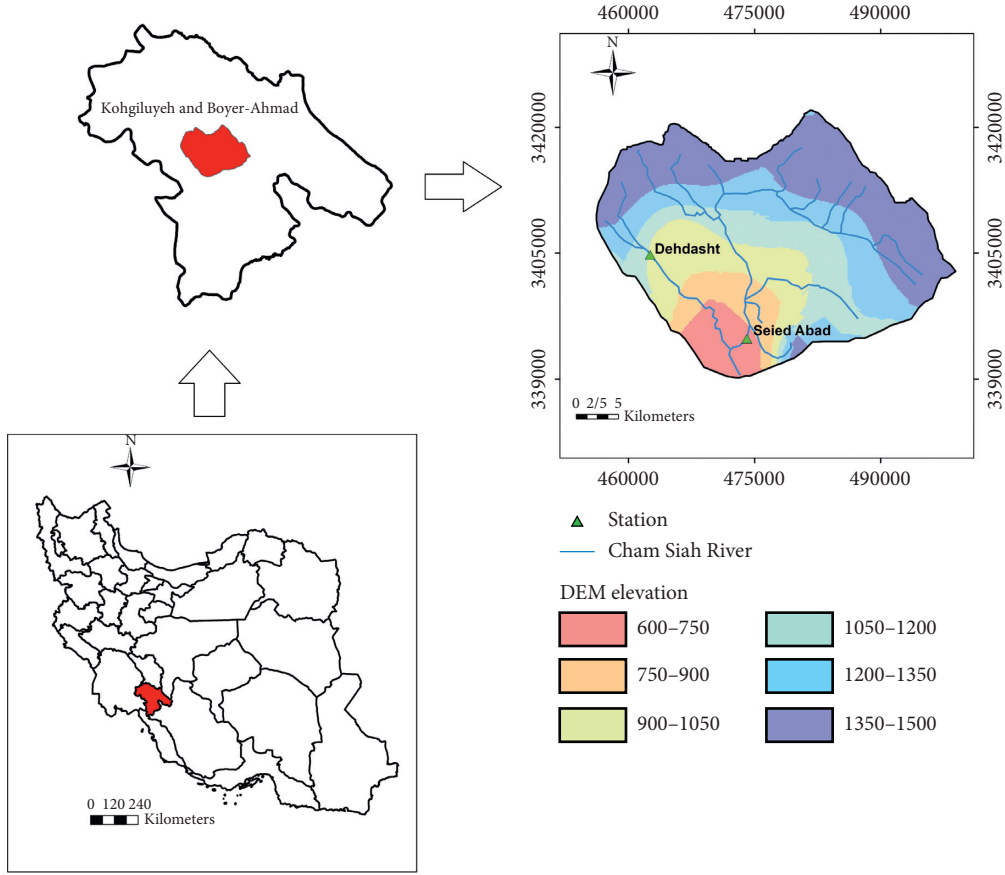 Kohgiluyeh and Boyer-Ahmad
460000 475000 490000
N
3420000 3420000
3405000 3405000
339000 339000
Dehdasht
Seied Abad
0 2/5 5
Kilometers
460000 475000 490000
Station
Cham Siah River
DEM elevation
600–750
750–900
900–1050
1050–1200
1200–1350
1350–1500
N
0 120 240
Kilometers